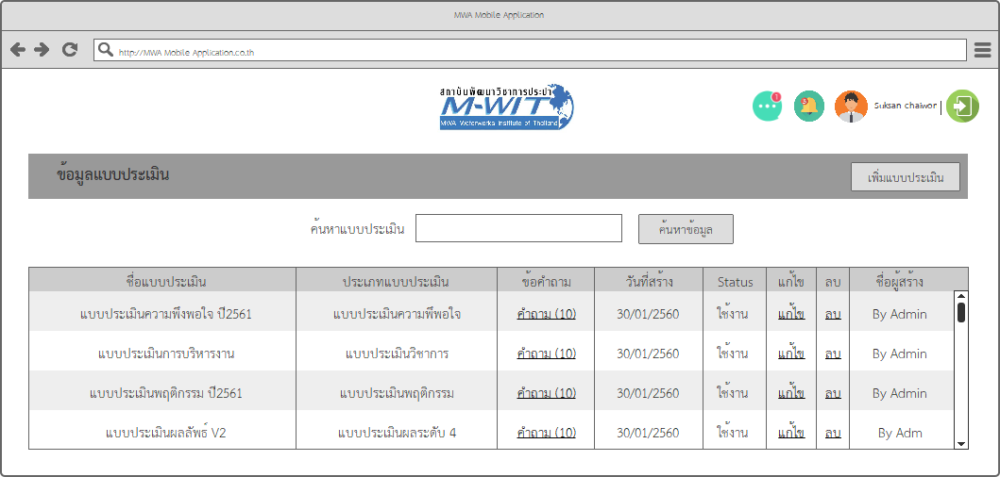 MWA Mobile Application
http://MWA Mobile Application.co.th
สถาบันพัฒนาวิชาการประปา
M-WIT
MWA Waterworks Institute of Thailand
1
3
Suksan chaiwor |
ข้อมูลแบบประเมิน
เพิ่มแบบประเมิน
ค้นหาแบบประเมิน
ค้นหาข้อมูล
ชื่อแบบประเมิน ประเภทแบบประเมิน ข้อคำถาม วันที่สร้าง Status แก้ไข ลบ ชื่อผู้สร้าง
แบบประเมินความพึงพอใจ ปี2561 แบบประเมินความพึพอใจ คำถาม (10) 30/01/2560 ใช้งาน แก้ไข ลบ By Admin
แบบประเมินการบริหารงาน แบบประเมินวิชาการ คำถาม (10) 30/01/2560 ใช้งาน แก้ไข ลบ By Admin
แบบประเมินพฤติกรรม ปี2561 แบบประเมินพฤติกรรม คำถาม (10) 30/01/2560 ใช้งาน แก้ไข ลบ By Admin
แบบประเมินผลลัพธ์ V2 แบบประเมินผลระดับ 4 คำถาม (10) 30/01/2560 ใช้งาน แก้ไข ลบ By Adm